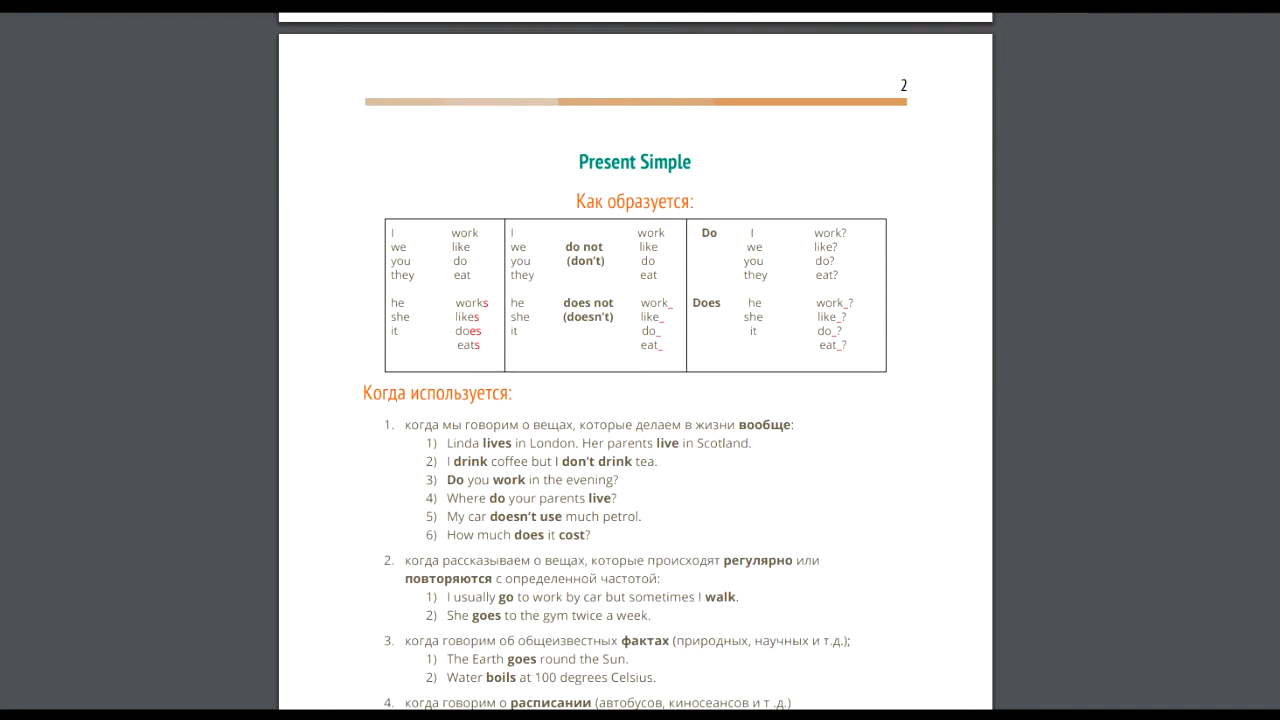 2
Present Simple
Как образуется:
I work I work Do I work?
we like we do not like we like?
you do you (don't) do you do?
they eat they eat they eat?
he works he does not work_ Does he work_?
she likes she (doesn't) like_ she like_?
it does it do_ it do_?
eats eat_ eat_?
Когда используется:
1. когда мы говорим о вещах, которые делаем в жизни вообще:
1) Linda lives in London. Her parents live in Scotland.
2) I drink coffee but I don't drink tea.
3) Do you work in the evening?
4) Where do your parents live?
5) My car doesn't use much petrol.
6) How much does it cost?
2. когда рассказываем о вещах, которые происходят регулярно или
повторяются с определенной частотой:
1) I usually go to work by car but sometimes I walk.
2) She goes to the gym twice a week.
3. когда говорим об общеизвестных фактах (природных, научных и т.д.);
1) The Earth goes round the Sun.
2) Water boils at 100 degrees Celsius.
4. когда говорим о расписании (автобусов, киносеансов и т .д.)